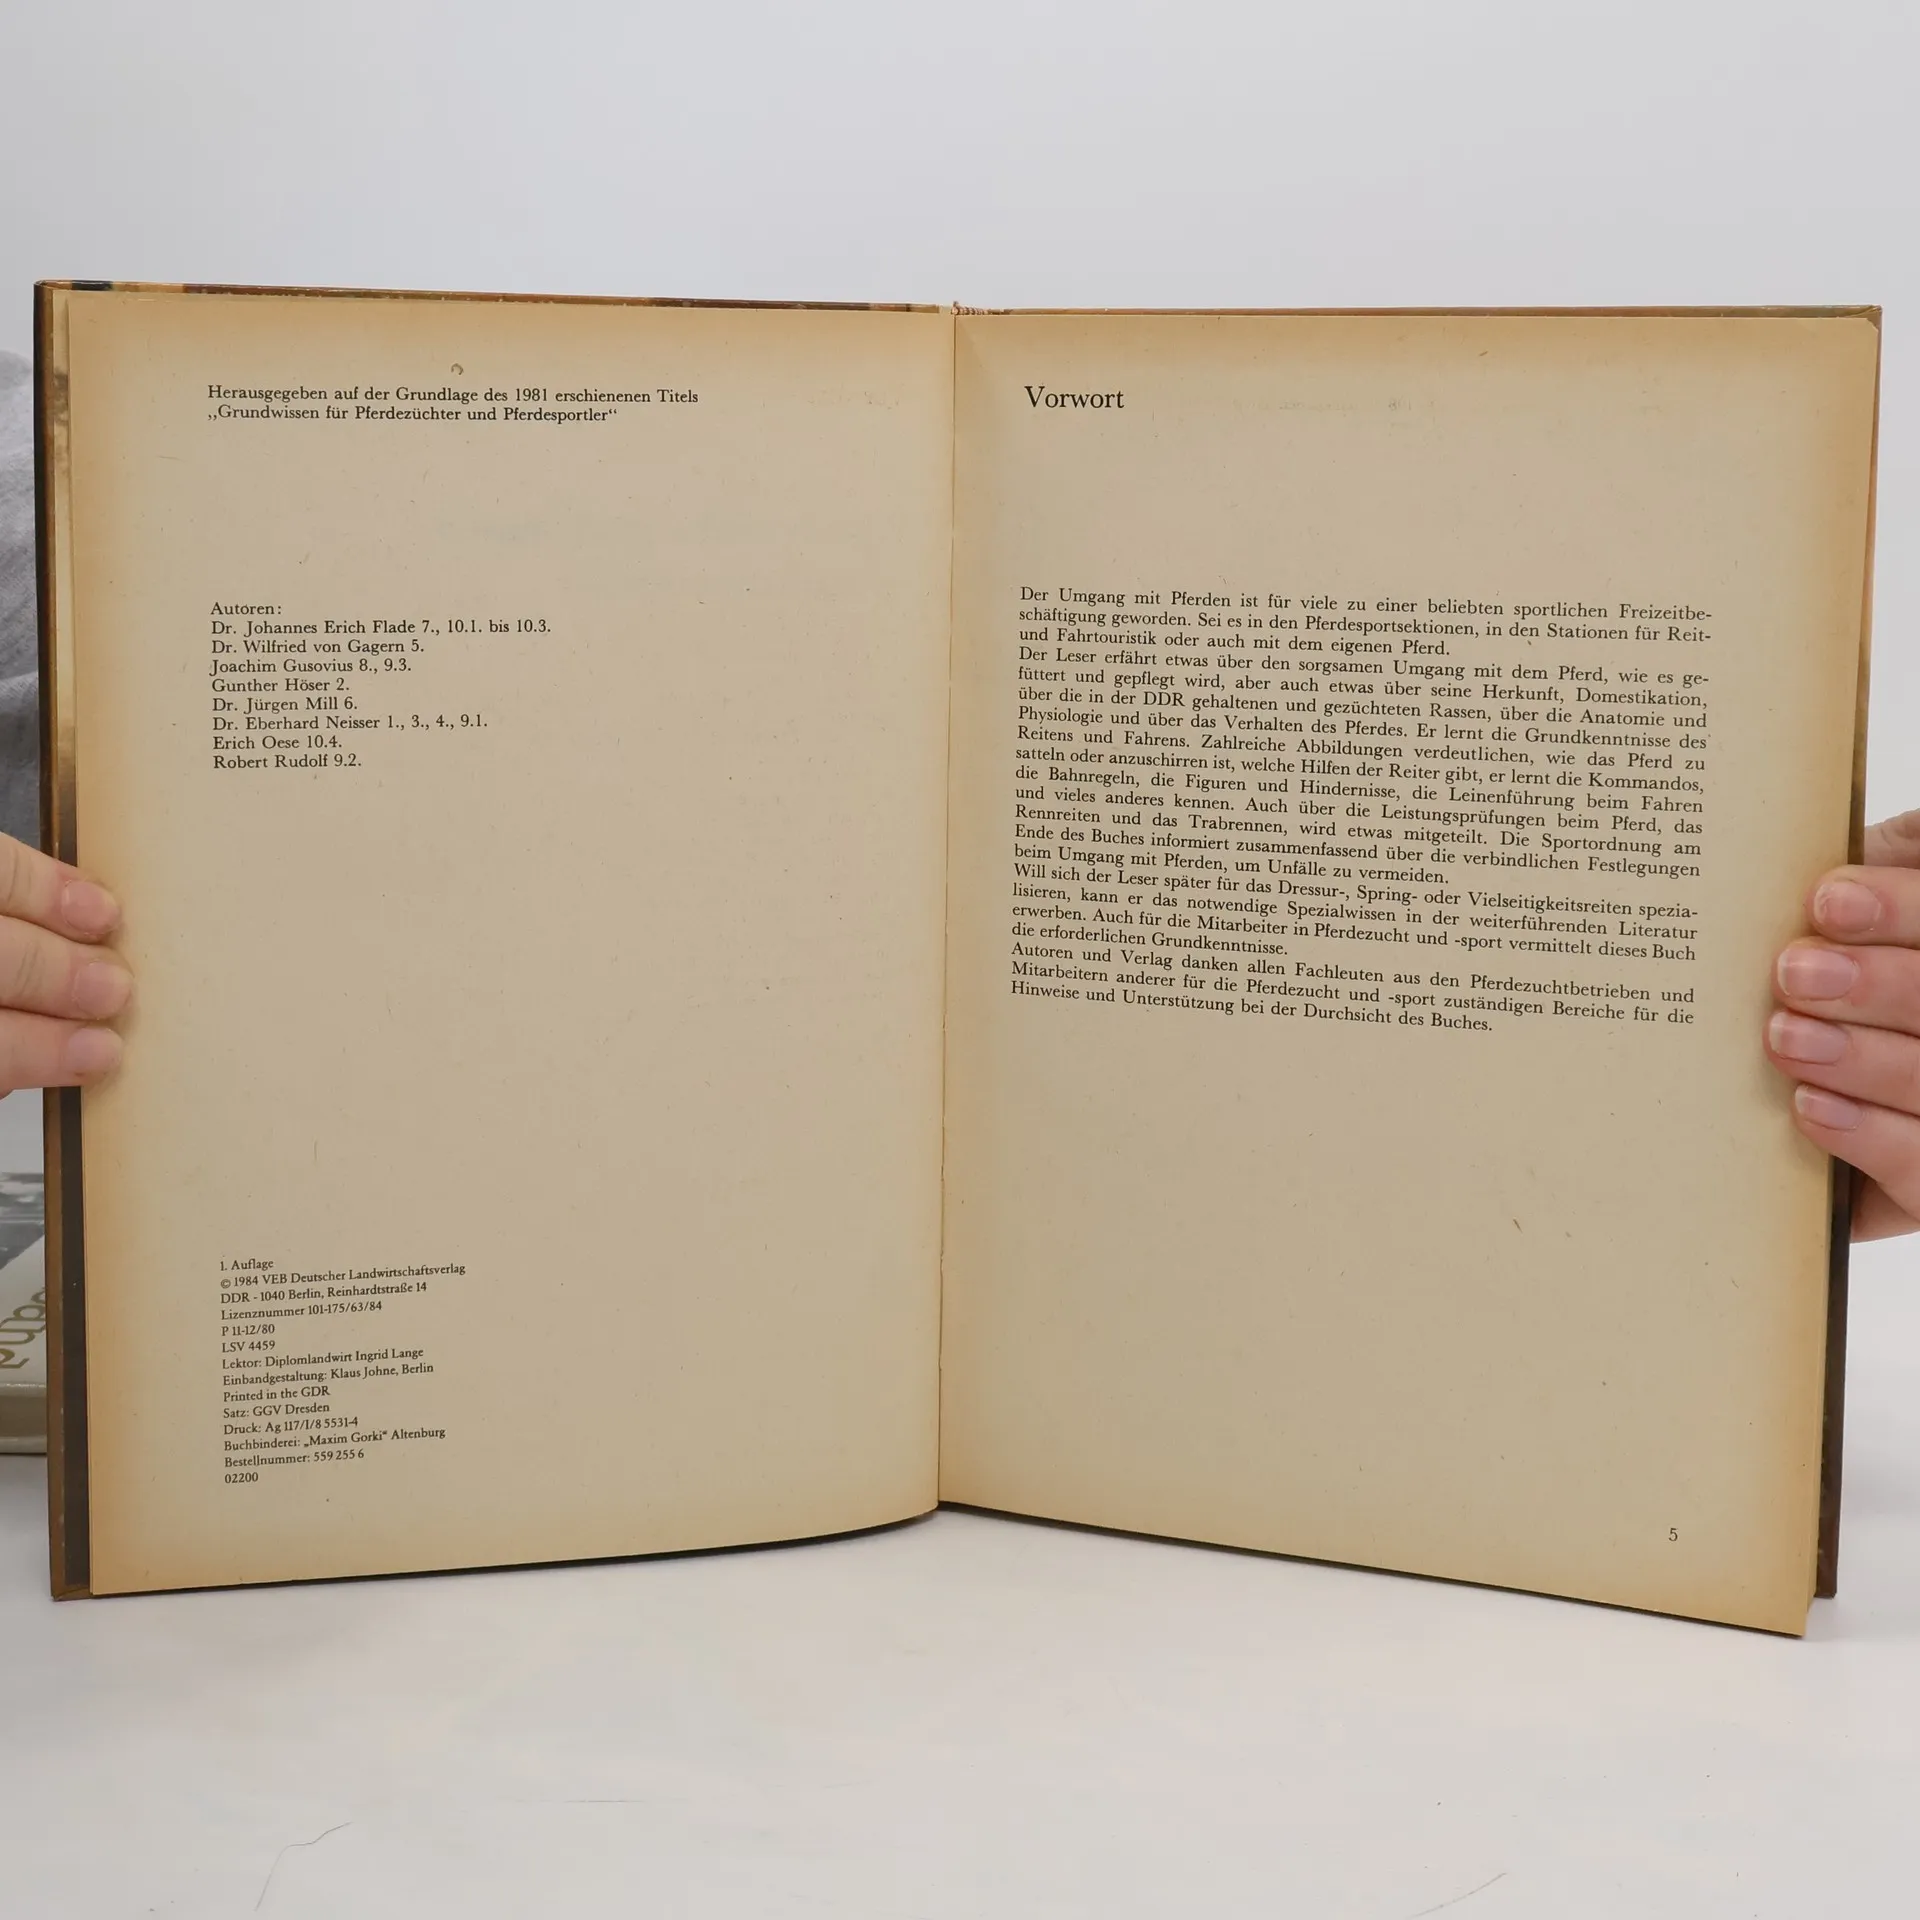 Herausgegeben auf der Grundlage des 1981 erschienenen Titels
„Grundwissen für Pferdezüchter und Pferdesportler“
Autoren:
Dr. Johannes Erich Flade 7., 10.1. bis 10.3.
Dr. Wilfried von Gagern 5.
Joachim Gusovius 8., 9.3.
Gunther Höser 2.
Dr. Jürgen Mill 6.
Dr. Eberhard Neisser 1., 3., 4., 9.1.
Erich Oese 10.4.
Robert Rudolf 9.2.
1. Auflage
© 1984 VEB Deutscher Landwirtschaftsverlag
DDR - 1040 Berlin, Reinhardtstraße 14
Lizenznummer 101-175/63/84
P 11-12/80
LSV 4459
Lektor: Diplomlandwirt Ingrid Lange
Einbandgestaltung: Klaus Johne, Berlin
Printed in the GDR
Satz: GGV Dresden
Druck: Ag 117/I/8 5531-4
Buchbinderei: „Maxim Gorki“ Altenburg
Bestellnummer: 559 255 6
02200
Vorwort
Der Umgang mit Pferden ist für viele zu einer beliebten sportlichen Freizeitbe-
schäftigung geworden. Sei es in den Pferdesportsektionen, in den Stationen für Reit-
und Fahrtouristik oder auch mit dem eigenen Pferd.
Der Leser erfährt etwas über den sorgsamen Umgang mit dem Pferd, wie es ge-
füttert und gepflegt wird, aber auch etwas über seine Herkunft, Domestikation,
über die in der DDR gehaltenen und gezüchteten Rassen, über die Anatomie und
Physiologie und über das Verhalten des Pferdes. Er lernt die Grundkenntnisse des
Reitens und Fahrens. Zahlreiche Abbildungen verdeutlichen, wie das Pferd zu
satteln oder anzuschirren ist, welche Hilfen der Reiter gibt, er lernt die Kommandos,
die Bahnregeln, die Figuren und Hindernisse, die Leinenführung beim Fahren
und vieles anderes kennen. Auch über die Leistungsprüfungen beim Pferd, das
Rennreiten und das Trabrennen, wird etwas mitgeteilt. Die Sportordnung am
Ende des Buches informiert zusammenfassend über die verbindlichen Festlegungen
beim Umgang mit Pferden, um Unfälle zu vermeiden.
Will sich der Leser später für das Dressur-, Spring- oder Vielseitigkeitsreiten spezia-
lisieren, kann er das notwendige Spezialwissen in der weiterführenden Literatur
erwerben. Auch für die Mitarbeiter in Pferdezucht und -sport vermittelt dieses Buch
die erforderlichen Grundkenntnisse.
Autoren und Verlag danken allen Fachleuten aus den Pferdezuchtbetrieben und
Mitarbeitern anderer für die Pferdezucht und -sport zuständigen Bereiche für die
Hinweise und Unterstützung bei der Durchsicht des Buches.
5